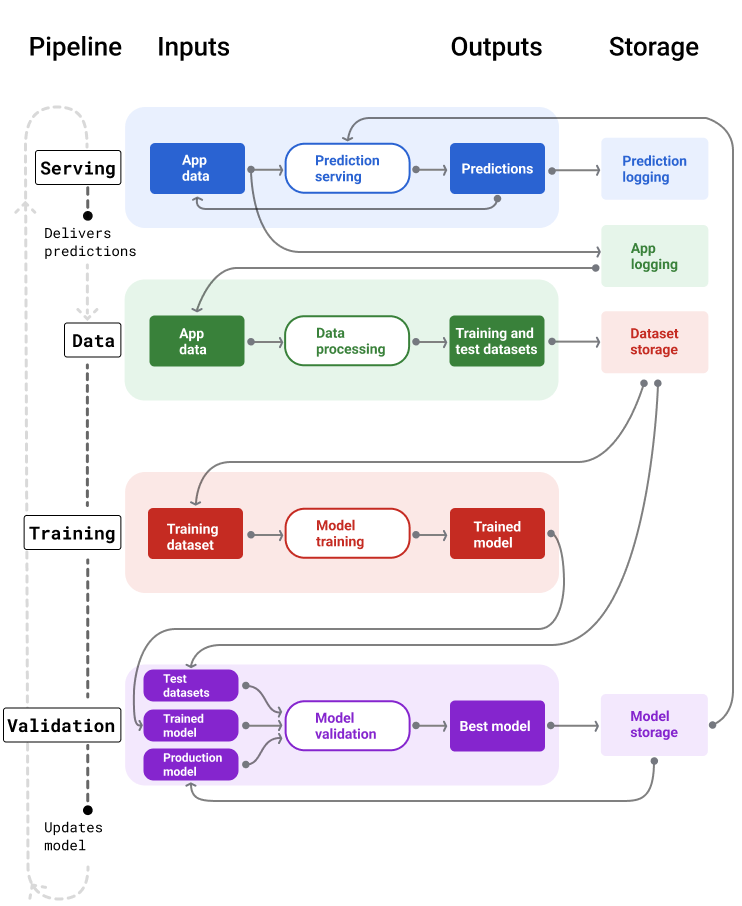 Pipeline
Inputs
Outputs
Storage
Serving
App
data
Prediction
serving
Predictions
Prediction
logging
Delivers
predictions
App
logging
Data
App
data
Data
processing
Training and
test datasets
Dataset
storage
Training
Training
dataset
Model
training
Trained
model
Validation
Test
datasets
Trained
model
Production
model
Model
validation
Best model
Model
storage
Updates
model